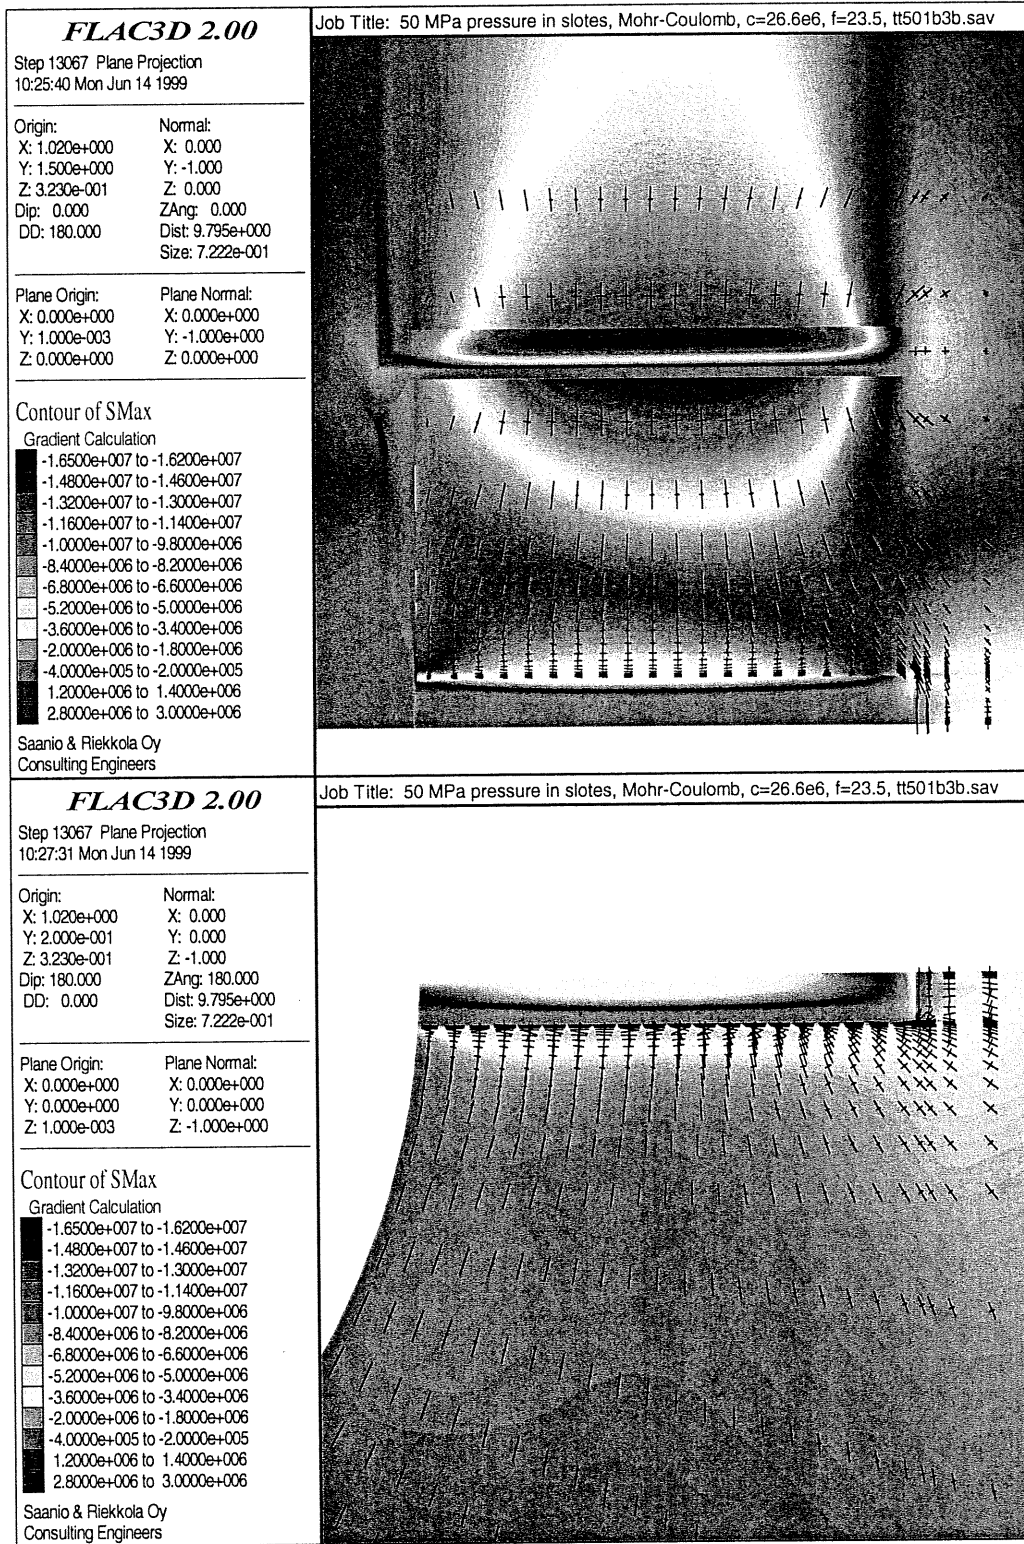 FLAC3D 2.00
Step 13067 Plane Projection
10:25:40 Mon Jun 14 1999
Origin: Normal:
X: 1.020e+000 X: 0.000
Y: 1.500e+000 Y: -1.000
Z: 3.230e-001 Z: 0.000
Dip: 0.000 ZAng: 0.000
DD: 180.000 Dist: 9.795e+000
Size: 7.222e-001
Plane Origin: Plane Normal:
X: 0.000e+000 X: 0.000e+000
Y: 1.000e-003 Y: -1.000e+000
Z: 0.000e+000 Z: 0.000e+000
Contour of SMax
Gradient Calculation
-1.6500e+007 to -1.6200e+007
-1.4800e+007 to -1.4600e+007
-1.3200e+007 to -1.3000e+007
-1.1600e+007 to -1.1400e+007
-1.0000e+007 to -9.8000e+006
-8.4000e+006 to -8.2000e+006
-6.8000e+006 to -6.6000e+006
-5.2000e+006 to -5.0000e+006
-3.6000e+006 to -3.4000e+006
-2.0000e+006 to -1.8000e+006
-4.0000e+005 to -2.0000e+005
1.2000e+006 to 1.4000e+006
2.8000e+006 to 3.0000e+006
Saanio & Riekkola Oy
Consulting Engineers
Job Title: 50 MPa pressure in slotes, Mohr-Coulomb, c=26.6e6, f=23.5, tt501b3b.sav
FLAC3D 2.00
Step 13067 Plane Projection
10:27:31 Mon Jun 14 1999
Origin: Normal:
X: 1.020e+000 X: 0.000
Y: 2.000e-001 Y: 0.000
Z: 3.230e-001 Z: -1.000
Dip: 180.000 ZAng: 180.000
DD: 0.000 Dist: 9.795e+000
Size: 7.222e-001
Plane Origin: Plane Normal:
X: 0.000e+000 X: 0.000e+000
Y: 0.000e+000 Y: 0.000e+000
Z: 1.000e-003 Z: -1.000e+000
Contour of SMax
Gradient Calculation
-1.6500e+007 to -1.6200e+007
-1.4800e+007 to -1.4600e+007
-1.3200e+007 to -1.3000e+007
-1.1600e+007 to -1.1400e+007
-1.0000e+007 to -9.8000e+006
-8.4000e+006 to -8.2000e+006
-6.8000e+006 to -6.6000e+006
-5.2000e+006 to -5.0000e+006
-3.6000e+006 to -3.4000e+006
-2.0000e+006 to -1.8000e+006
-4.0000e+005 to -2.0000e+005
1.2000e+006 to 1.4000e+006
2.8000e+006 to 3.0000e+006
Saanio & Riekkola Oy
Consulting Engineers
Job Title: 50 MPa pressure in slotes, Mohr-Coulomb, c=26.6e6, f=23.5, tt501b3b.sav